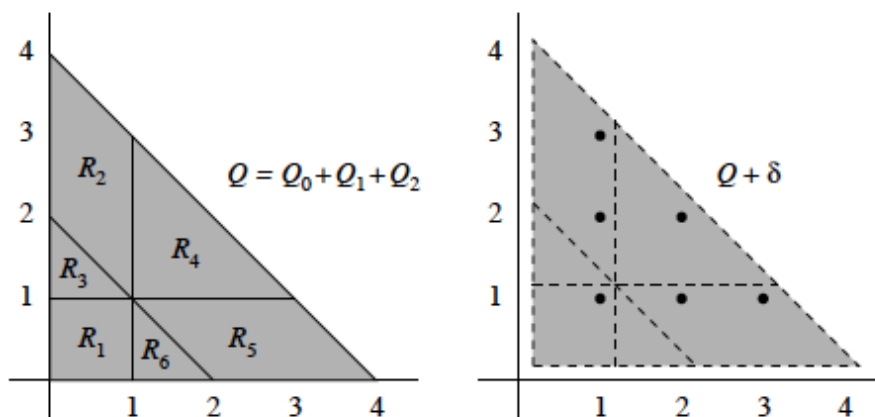 4
3
2
1
R₂
Q = Q₀+Q₁+Q₂
R₄
R₃
R₁
R₆
R₅
1 2 3 4
4
3
2
1
Q + δ
1 2 3 4